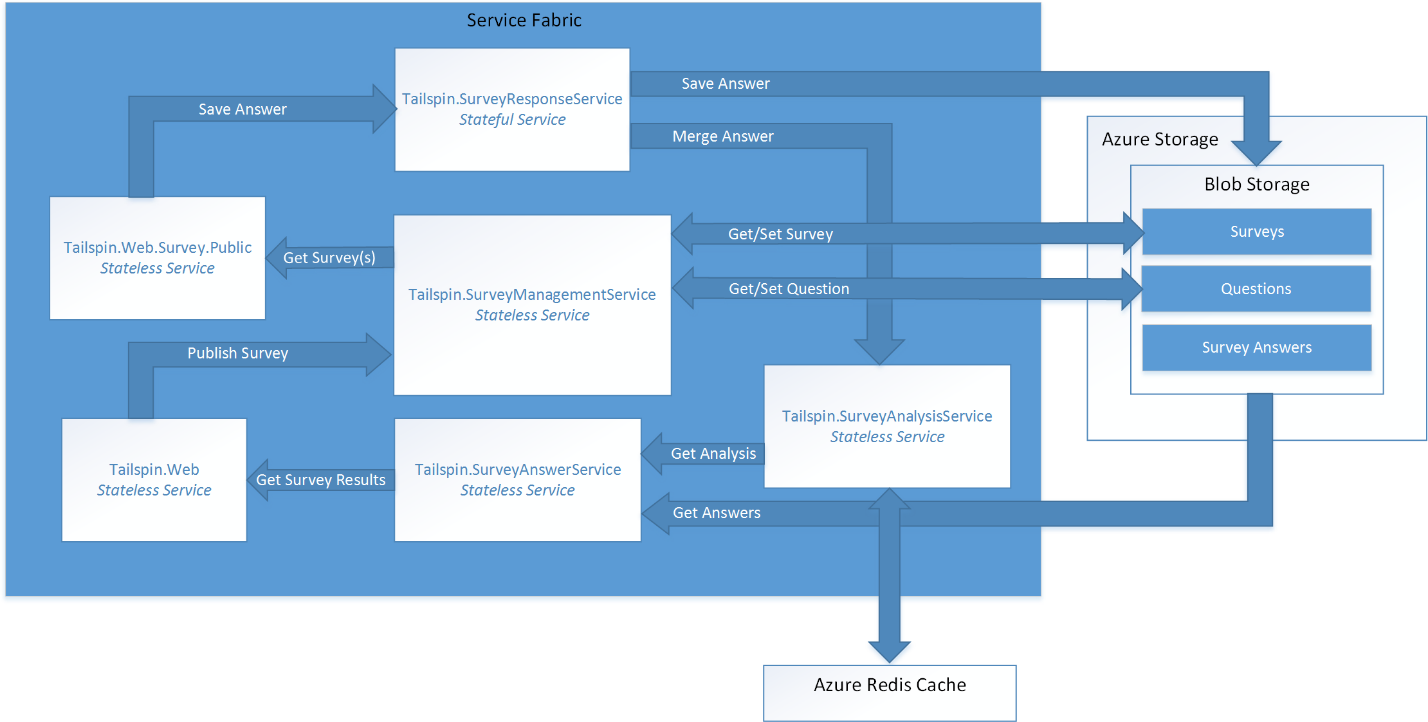 Service Fabric
Tailspin.SurveyResponseService
Stateful Service
Save Answer
Save Answer
Merge Answer
Azure Storage
Blob Storage
Surveys
Questions
Survey Answers
Tailspin.Web.Survey.Public
Stateless Service
Get Survey(s)
Tailspin.SurveyManagementService
Stateless Service
Get/Set Survey
Get/Set Question
Publish Survey
Tailspin.SurveyAnalysisService
Stateless Service
Tailspin.Web
Stateless Service
Get Survey Results
Tailspin.SurveyAnswerService
Stateless Service
Get Analysis
Get Answers
Azure Redis Cache